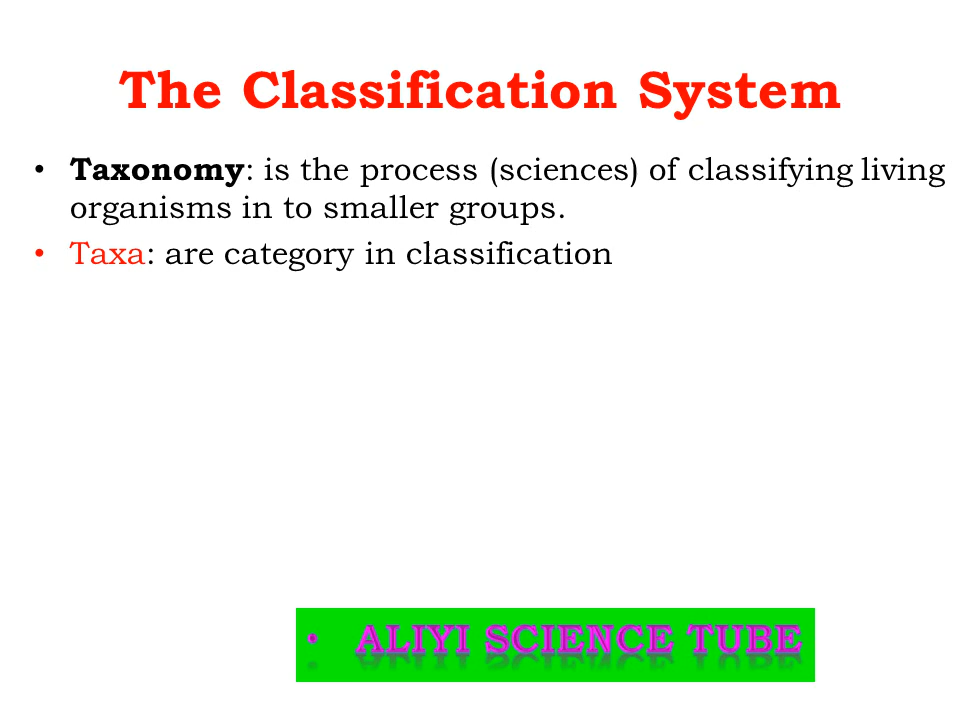 The Classification System
• Taxonomy: is the process (sciences) of classifying living
organisms in to smaller groups.
• Taxa: are category in classification
• ALIYI SCIENCE TUBE